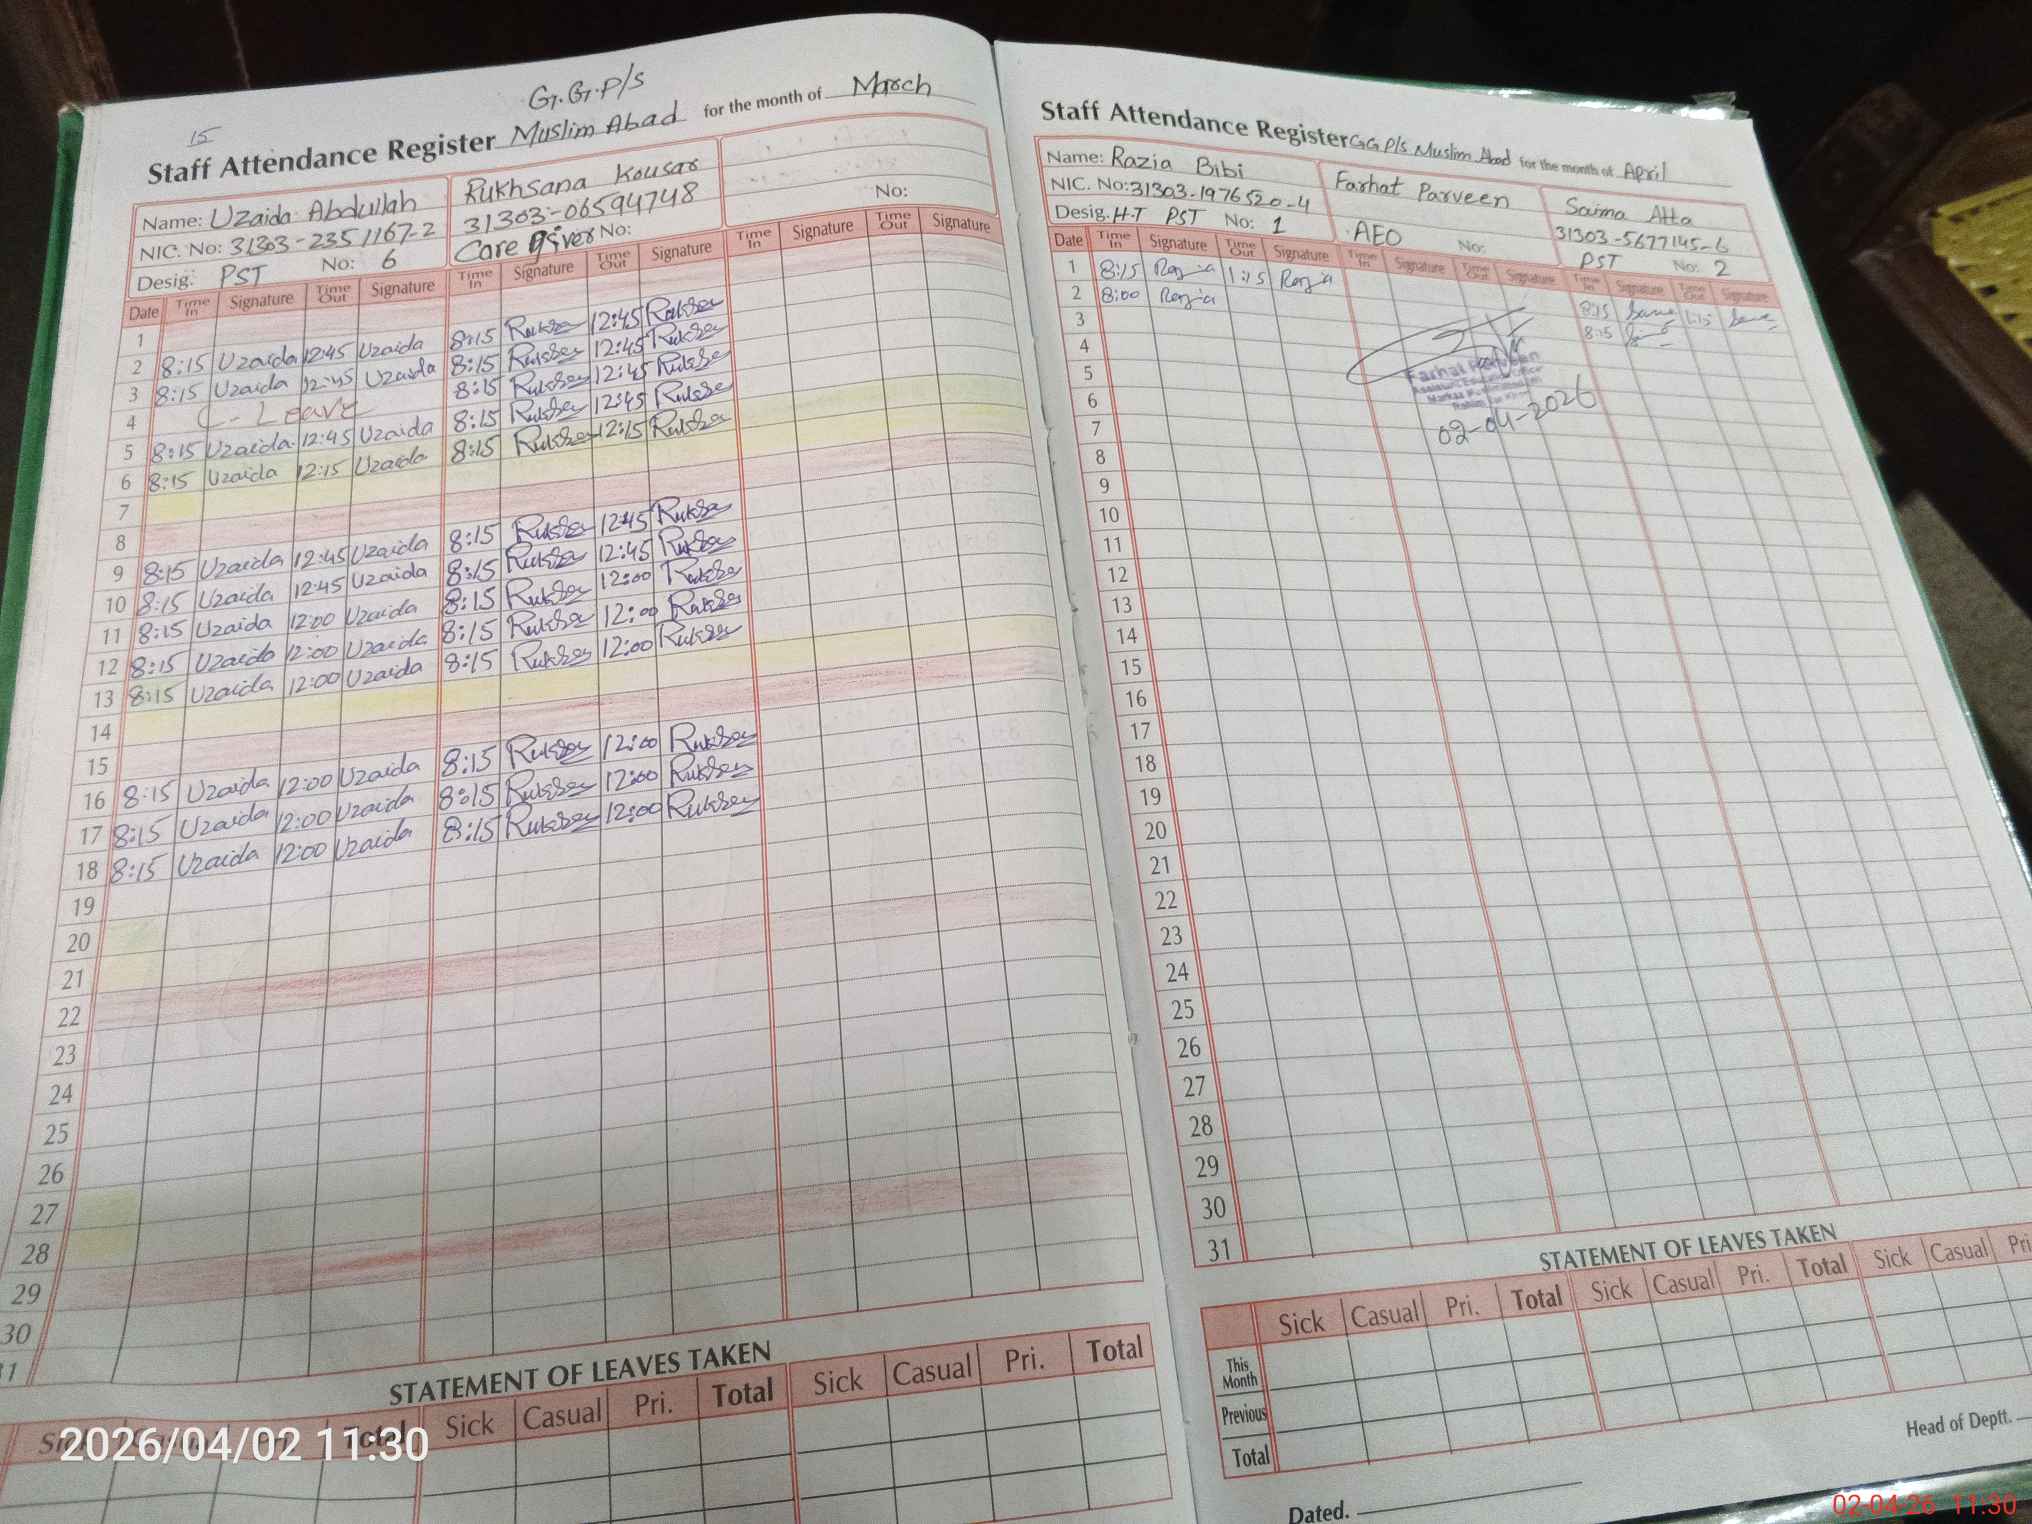 15
G.G.P/S
Staff Attendance Register Muslim Abad for the month of March
Name: Uzaida Abdullah Rukhsana Kousar
NIC. No: 31303-2351167-2 31303-06594748 No:
Desig: PST No: 6 Care giver No:
Date Time In Signature Time Out Signature Time In Signature Time Out Signature Time In Signature Time Out Signature
1
2 8:15 Uzaida 12:45 Uzaida 8:15 12:45
3 8:15 Uzaida 12:45 Uzaida 8:15 12:45
4 C-Leave 8:15 12:45
5 8:15 Uzaida 12:45 Uzaida 8:15 12:45
6 8:15 Uzaida 12:15 Uzaida 8:15 12:15
7
8
9 8:15 Uzaida 12:45 Uzaida 8:15 12:45
10 8:15 Uzaida 12:45 Uzaida 8:15 12:45
11 8:15 Uzaida 12:00 Uzaida 8:15 12:00
12 8:15 Uzaida 12:00 Uzaida 8:15 12:00
13 8:15 Uzaida 12:00 Uzaida 8:15 12:00
14
15
16 8:15 Uzaida 12:00 Uzaida 8:15 12:00
17 8:15 Uzaida 12:00 Uzaida 8:15 12:00
18 8:15 Uzaida 12:00 Uzaida 8:15 12:00
19
20
21
22
23
24
25
26
27
28
29
30
STATEMENT OF LEAVES TAKEN
Total Sick Casual Pri. Total Sick Casual Pri. Total
2026/04/02 11:30
Staff Attendance Register GGP/s Muslim Abad for the month of April
Name: Razia Bibi Farhat Parveen Saima Atta
NIC. No: 31303-1976520-4 31303-5677145-6
Desig. H.T PST No: 1 AEO No: PST No: 2
Date Time In Signature Time Out Signature Time In Signature Time Out Signature Time In Signature Time Out Signature
1 8:15 Razia 1:15 Razia 8:15 1:15
2 8:00 Razia 8:15
3
4
Farhat Parveen
5
6
7
02-04-2026
8
9
10
11
12
13
14
15
16
17
18
19
20
21
22
23
24
25
26
27
28
29
30
31
STATEMENT OF LEAVES TAKEN
Sick Casual Pri. Total Sick Casual Pri. Total Sick Casual Pri
This Month
Previous
Total
Head of Deptt.
Dated.
02-04-26 11:30